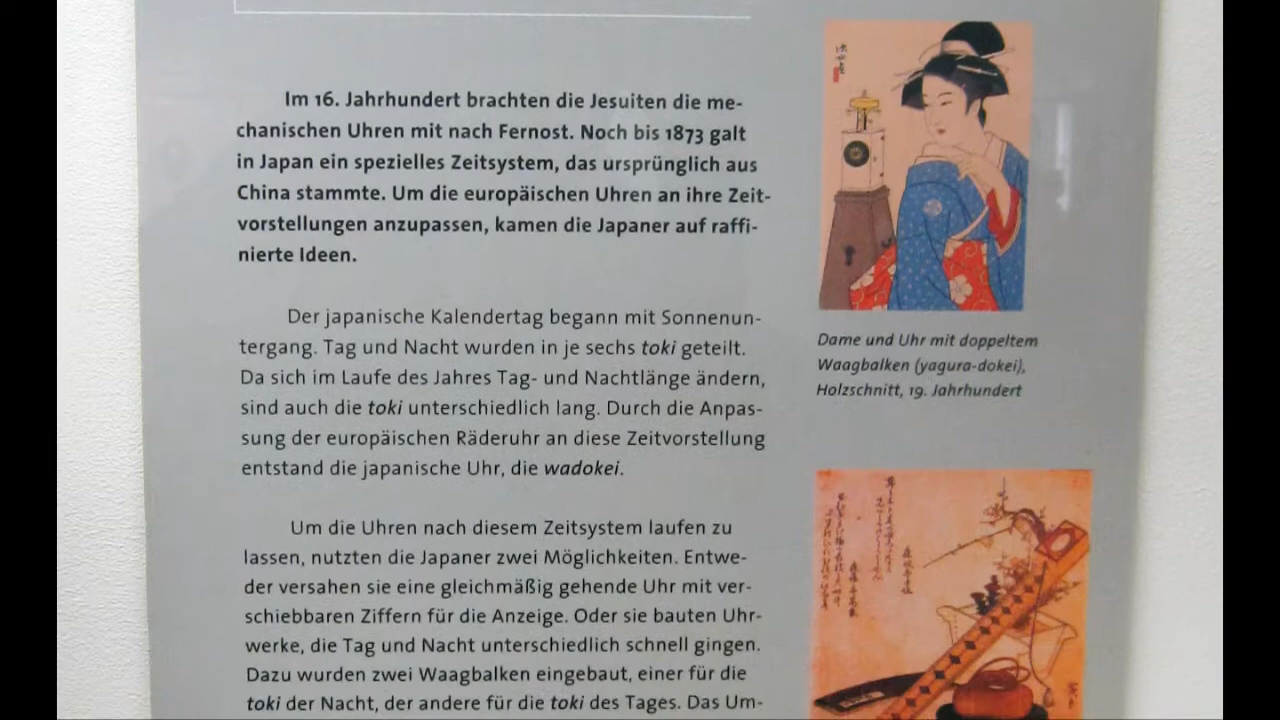 Im 16. Jahrhundert brachten die Jesuiten die me-
chanischen Uhren mit nach Fernost. Noch bis 1873 galt
in Japan ein spezielles Zeitsystem, das ursprünglich aus
China stammte. Um die europäischen Uhren an ihre Zeit-
vorstellungen anzupassen, kamen die Japaner auf raffi-
nierte Ideen.
Der japanische Kalendertag begann mit Sonnenun-
tergang. Tag und Nacht wurden in je sechs toki geteilt.
Da sich im Laufe des Jahres Tag- und Nachtlänge ändern,
sind auch die toki unterschiedlich lang. Durch die Anpas-
sung der europäischen Räderuhr an diese Zeitvorstellung
entstand die japanische Uhr, die wadokei.
Um die Uhren nach diesem Zeitsystem laufen zu
lassen, nutzten die Japaner zwei Möglichkeiten. Entwe-
der versahen sie eine gleichmäßig gehende Uhr mit ver-
schiebbaren Ziffern für die Anzeige. Oder sie bauten Uhr-
werke, die Tag und Nacht unterschiedlich schnell gingen.
Dazu wurden zwei Waagbalken eingebaut, einer für die
toki der Nacht, der andere für die toki des Tages. Das Um-
Dame und Uhr mit doppeltem
Waagbalken (yagura-dokei),
Holzschnitt, 19. Jahrhundert